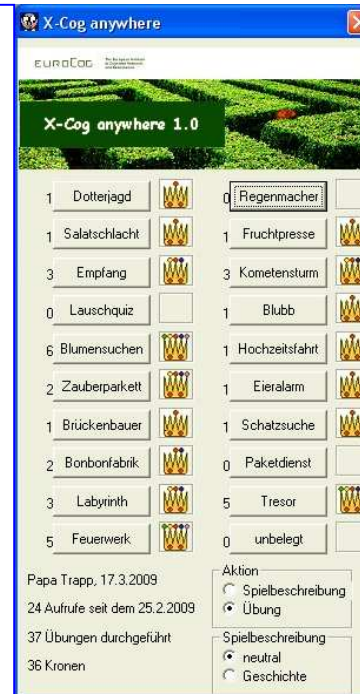 X-Cog anywhere
EUROCOG
X-Cog anywhere 1.0
1 Dotterjagd
0 Regenmacher
1 Salatschlacht
1 Fruchtpresse
3 Empfang
3 Kometensturm
0 Lauschquiz
1 Blubb
6 Blumensuchen
1 Hochzeitsfahrt
2 Zauberparkett
1 Eieralarm
1 Brückenbauer
1 Schatzsuche
2 Bonbonfabrik
0 Paketdienst
3 Labyrinth
5 Tresor
5 Feuerwerk
0 unbelegt
Papa Trapp, 17.3.2009
24 Aufrufe seit dem 25.2.2009
37 Übungen durchgeführt
36 Kronen
Aktion
Spielbeschreibung
Übung
Spielbeschreibung
neutral
Geschichte